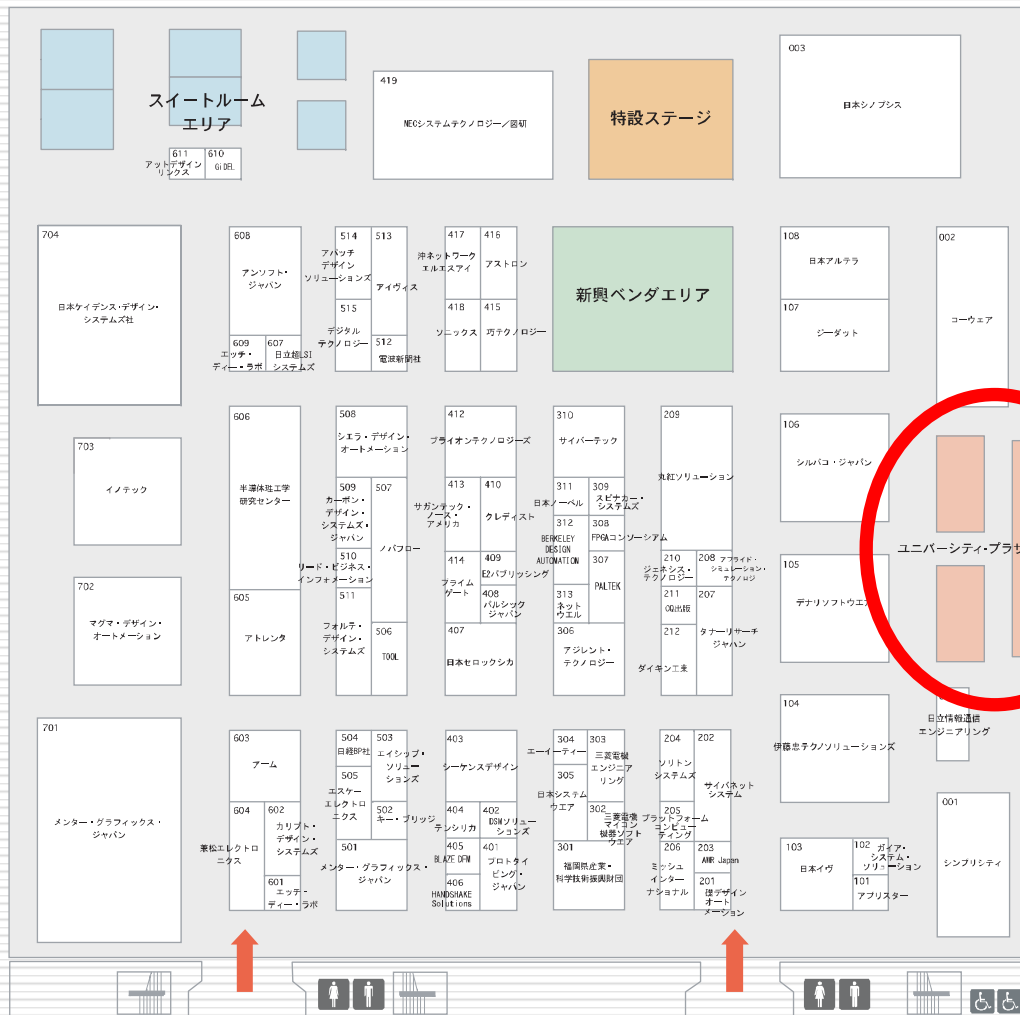 スイートルーム
エリア
611
アットデザイン
リンクス
610
GiDEL
419
NECシステムテクノロジー／図研
特設ステージ
003
日本シノプシス
704
日本ケイデンス・デザイン・
システムズ社
608
アンソフト・
ジャパン
609
エッチ・
ディー・ラボ
607
日立超LSI
システムズ
514
アパッチ
デザイン
ソリューションズ
513
アイヴィス
515
デジタル
テクノロジー
512
電波新聞社
417
沖ネットワーク
エルエスアイ
416
アストロン
418
ソニックス
415
巧テクノロジー
新興ベンダエリア
108
日本アルテラ
107
ジーダット
002
コーウェア
703
イノテック
606
半導体理工学
研究センター
508
シエラ・デザイン・
オートメーション
509
カーボン・
デザイン・
システムズ・
ジャパン
507
ノバフロー
510
リード・ビジネス・
インフォメーション
511
フォルテ・
デザイン・
システムズ
506
TOOL
412
ブライオンテクノロジーズ
413
サガンテック・
ノース・
アメリカ
410
クレディスト
414
プライム
ゲート
409
E2パブリッシング
408
パルシック
ジャパン
407
日本セロックシカ
310
サイバーテック
311
日本ノーベル
309
スピナカー・
システムズ
312
BERKELEY
DESIGN
AUTOMATION
308
FPGAコンソーシアム
307
PALTEK
313
ネット
ウエル
306
アジレント・
テクノロジー
209
丸紅ソリューション
210
ジェネシス・
テクノロジー
208
アプライド・
シミュレーション・
テクノロジ
211
CQ出版
207
タナーリサーチ
ジャパン
212
ダイキン工業
106
シルバコ・ジャパン
105
デナリソフトウエア
ユニバーシティ・プラザ
702
マグマ・デザイン・
オートメーション
605
アトレンタ
104
伊藤忠テクノソリューションズ
日立情報通信
エンジニアリング
701
メンター・グラフィックス・
ジャパン
603
アーム
604
兼松エレクトロ
ニクス
602
カリプト・
デザイン・
システムズ
601
エッチ・
ディー・ラボ
504
日経BP社
503
エイシップ・
ソリュー
ションズ
505
エスケー
エレクトロ
ニクス
502
キー・ブリッジ
501
メンター・グラフィックス・
ジャパン
403
シーケンスデザイン
404
テンシリカ
402
DSMソリュー
ションズ
405
BLAZE DFM
401
プロトタイ
ピング・
ジャパン
406
HANDSHAKE
Solutions
304
エーイーティー
303
三菱電機
エンジニア
リング
305
日本システム
ウエア
302
三菱電機
マイコン
機器ソフト
ウエア
301
福岡県産業・
科学技術振興財団
204
ソリトン
システムズ
202
サイバネット
システム
205
プラットフォーム
コンピュー
ティング
206
ミッシュ
インター
ナショナル
203
AWR Japan
201
礎デザイン
オート
メーション
103
日本イヴ
102
ガイア・
システム・
ソリューション
101
アプリスター
001
シンプリシティ